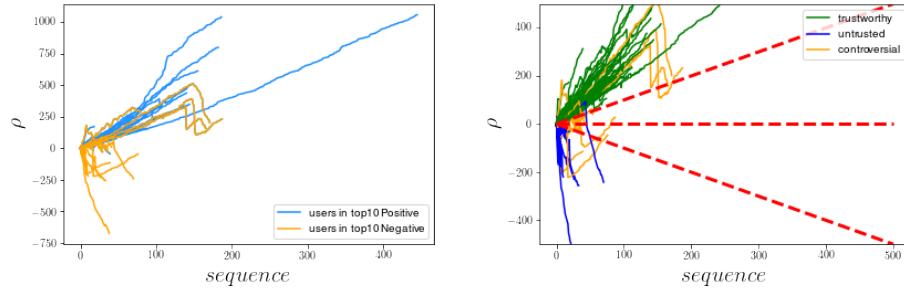 1000
750
500
250
0
-250
-500
-750
ρ
0
100
200
300
400
sequence
users in top10 Positive
users in top10 Negative
400
200
0
-200
-400
ρ
0
100
200
300
400
500
sequence
trustworthy
untrusted
controversial